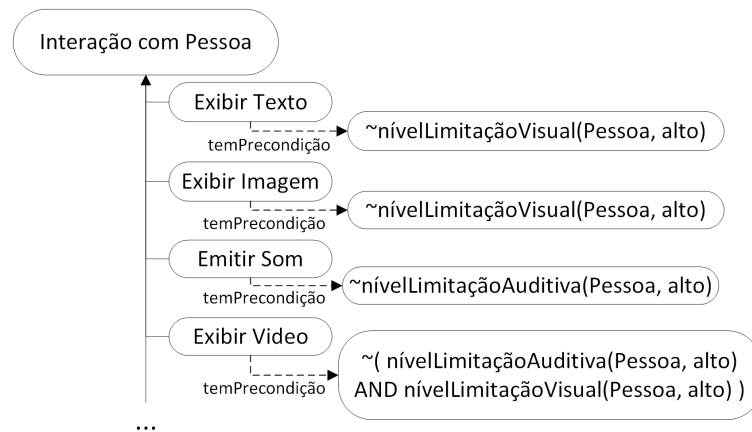 Interação com Pessoa
Exibir Texto
temPrecondição
~nívelLimitaçãoVisual(Pessoa, alto)
Exibir Imagem
temPrecondição
~nívelLimitaçãoVisual(Pessoa, alto)
Emitir Som
temPrecondição
~nívelLimitaçãoAuditiva(Pessoa, alto)
Exibir Video
temPrecondição
~( nívelLimitaçãoAuditiva(Pessoa, alto)
AND nívelLimitaçãoVisual(Pessoa, alto) )
...